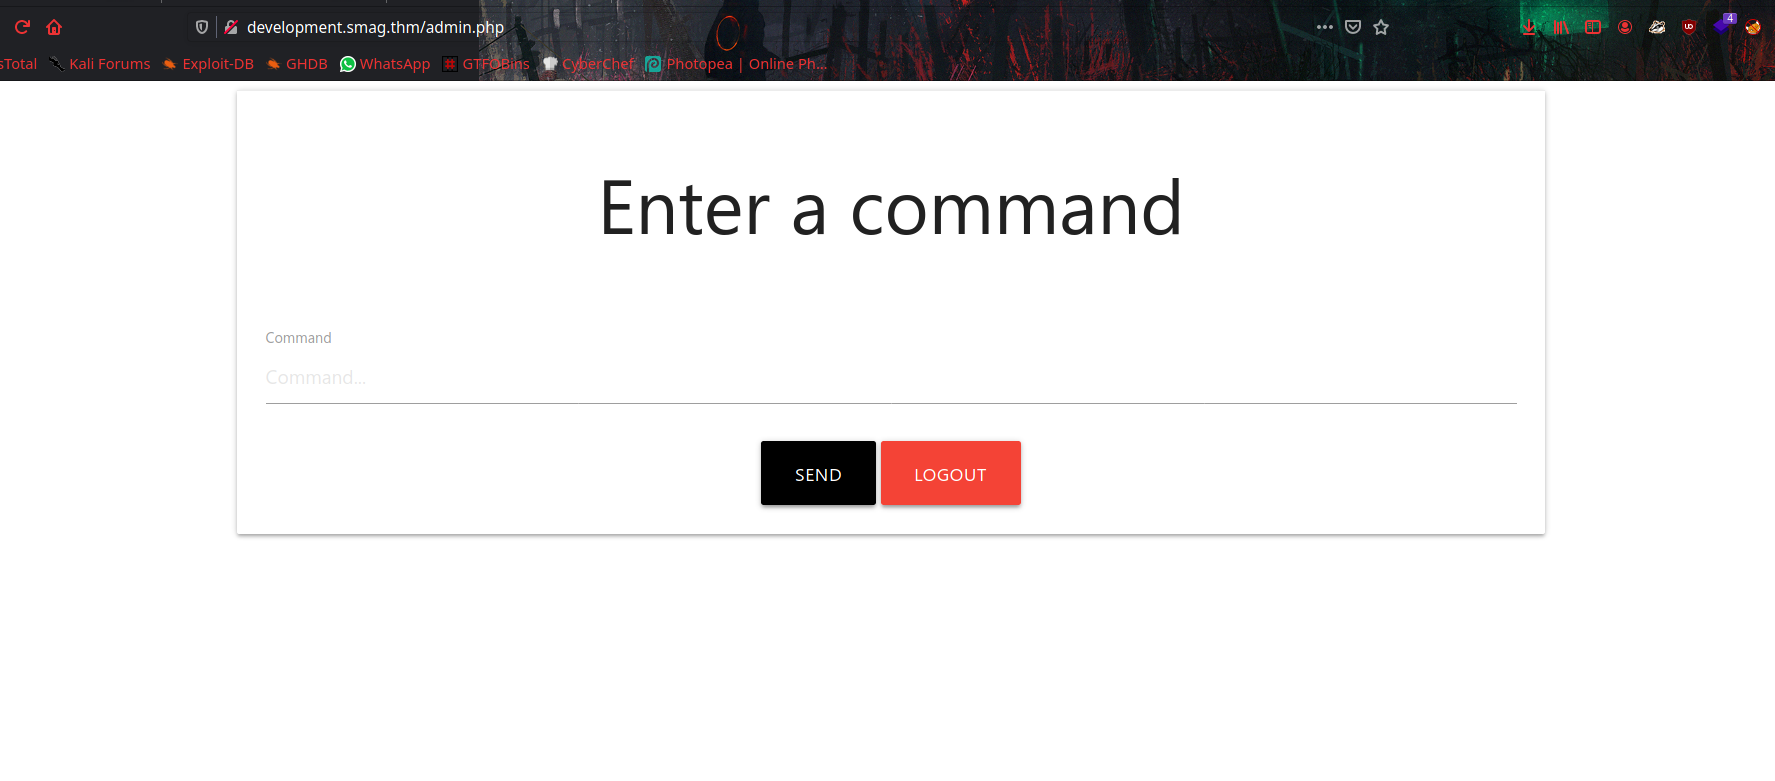 development.smag.thm/admin.php
4
sTotal Kali Forums Exploit-DB GHDB WhatsApp GTFOBins CyberChef Photopea | Online Ph...
Enter a command
Command
Command...
SEND LOGOUT